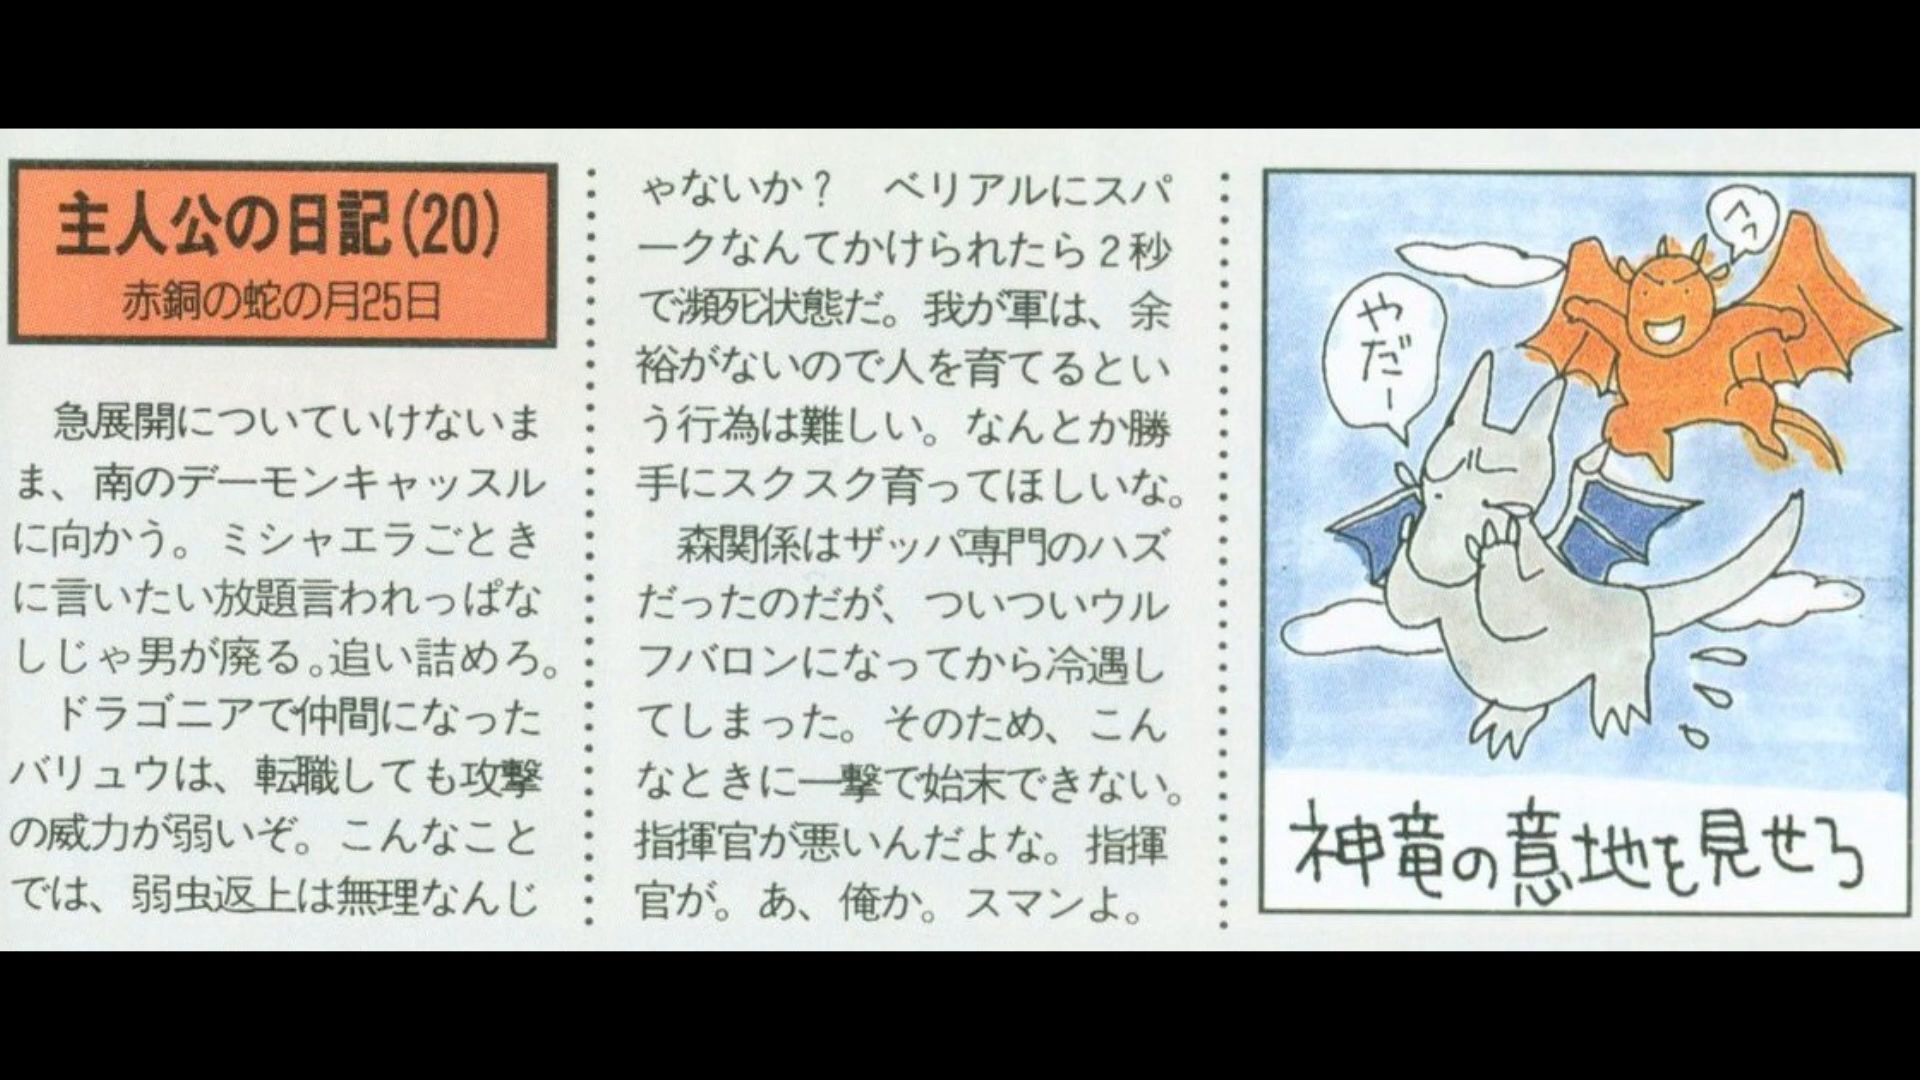 主人公の日記(20)
赤銅の蛇の月25日
　急展開についていけないま
ま、南のデーモンキャッスル
に向かう。ミシャエラごとき
に言いたい放題言われっぱな
しじゃ男が廃る。追い詰めろ。
　ドラゴニアで仲間になった
バリュウは、転職しても攻撃
の威力が弱いぞ。こんなこと
では、弱虫返上は無理なんじ
ゃないか？　ベリアルにスパ
ークなんてかけられたら２秒
で瀕死状態だ。我が軍は、余
裕がないので人を育てるとい
う行為は難しい。なんとか勝
手にスクスク育ってほしいな。
　森関係はザッパ専門のハズ
だったのだが、ついついウル
フバロンになってから冷遇し
てしまった。そのため、こん
なときに一撃で始末できない。
指揮官が悪いんだよな。指揮
官が。あ、俺か。スマンよ。
へっ
やだー
神竜の意地を見せろ